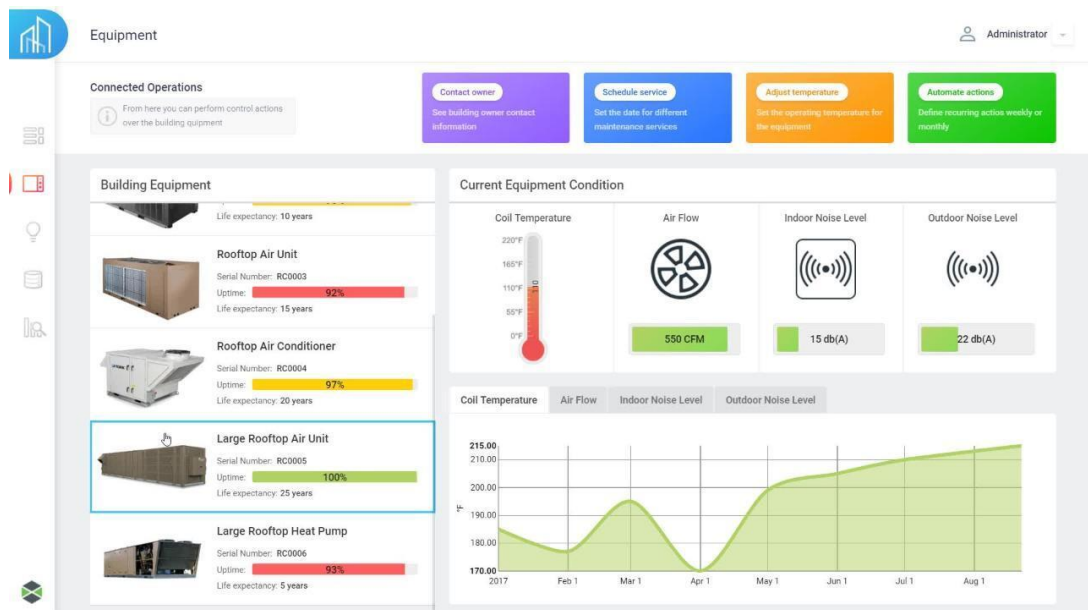 Equipment
Administrator
Connected Operations
From here you can perform control actions
over the building quipment
Contact owner
See building owner contact
information
Schedule service
Set the date for different
maintenance services
Adjust temperature
Set the operating temperature for
the equipment
Automate actions
Define recurring actios weekly or
monthly
Building Equipment
Life expectancy: 10 years
Rooftop Air Unit
Serial Number: RC0003
Uptime: 92%
Life expectancy: 15 years
Rooftop Air Conditioner
Serial Number: RC0004
Uptime: 97%
Life expectancy: 20 years
Large Rooftop Air Unit
Serial Number: RC0005
Uptime: 100%
Life expectancy: 25 years
Large Rooftop Heat Pump
Serial Number: RC0006
Uptime: 93%
Life expectancy: 5 years
Current Equipment Condition
Coil Temperature
220°F
165°F
110°F
55°F
0°F
110
Air Flow
550 CFM
Indoor Noise Level
15 db(A)
Outdoor Noise Level
22 db(A)
Coil Temperature Air Flow Indoor Noise Level Outdoor Noise Level
215.00
210.00
200.00
190.00
180.00
170.00
°F
2017 Feb 1 Mar 1 Apr 1 May 1 Jun 1 Jul 1 Aug 1